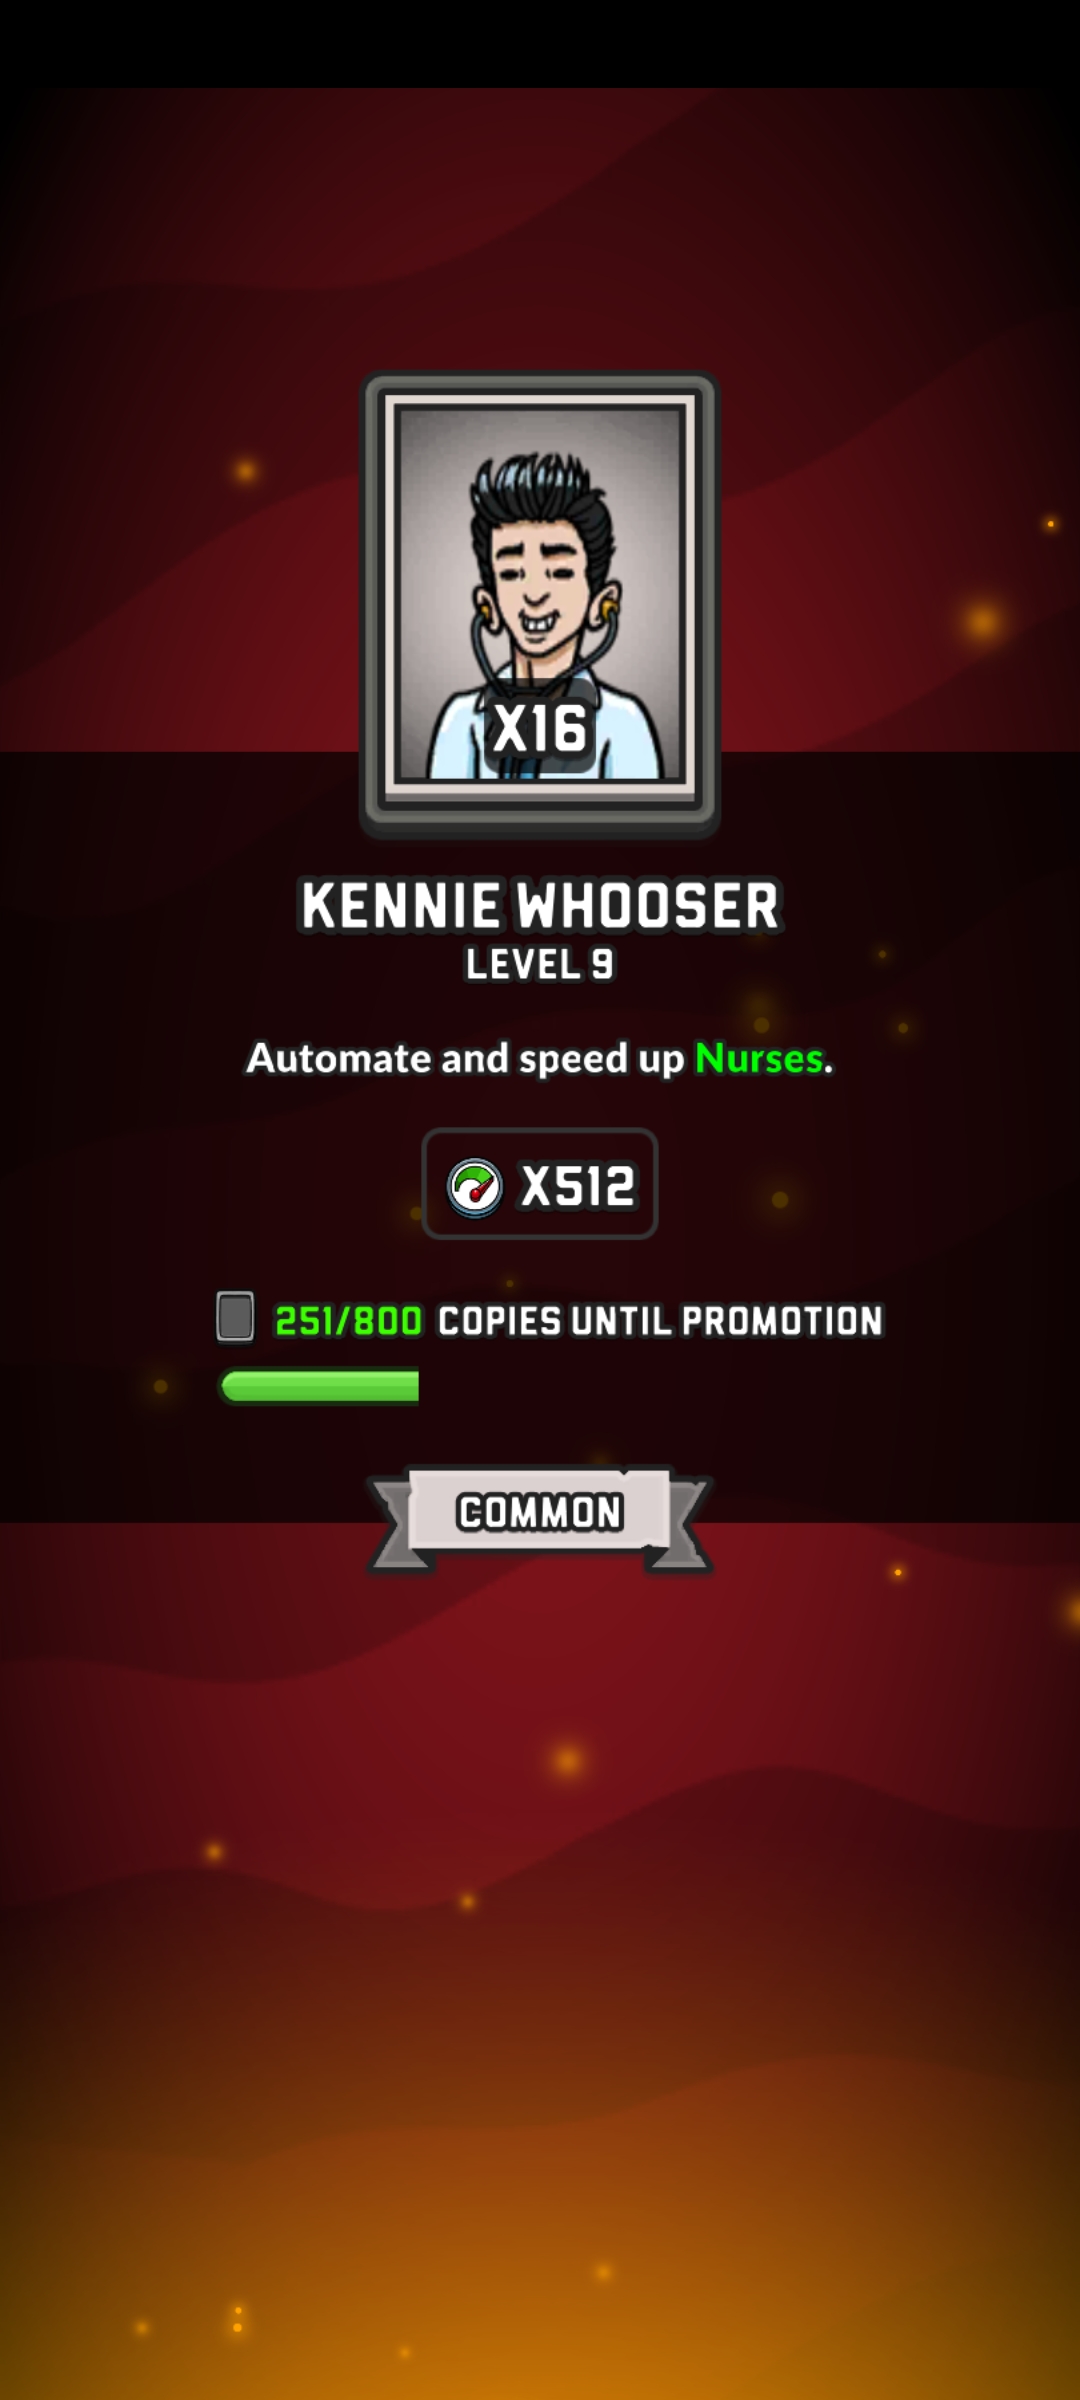 X16
KENNIE WHOOSER
LEVEL 9
Automate and speed up Nurses.
X512
251/800 COPIES UNTIL PROMOTION
COMMON